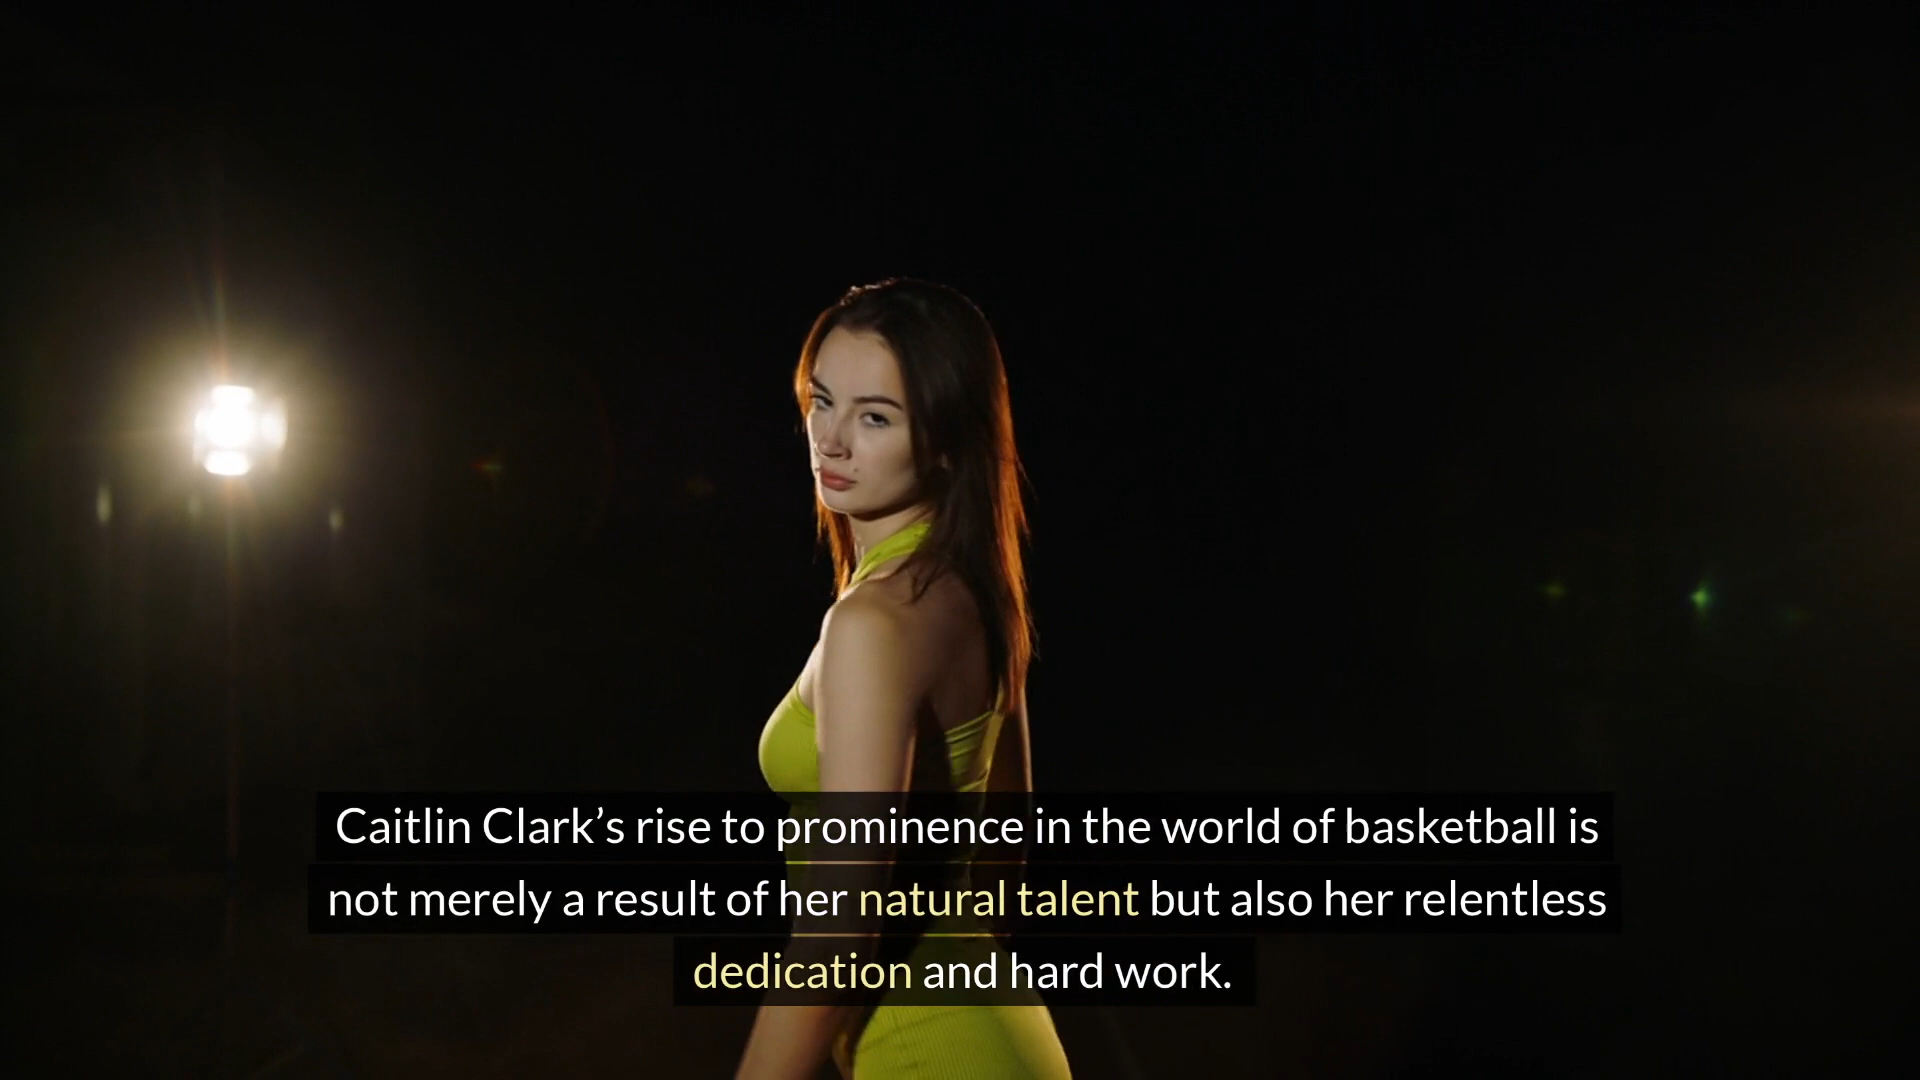 Caitlin Clark’s rise to prominence in the world of basketball is
not merely a result of her natural talent but also her relentless
dedication and hard work.